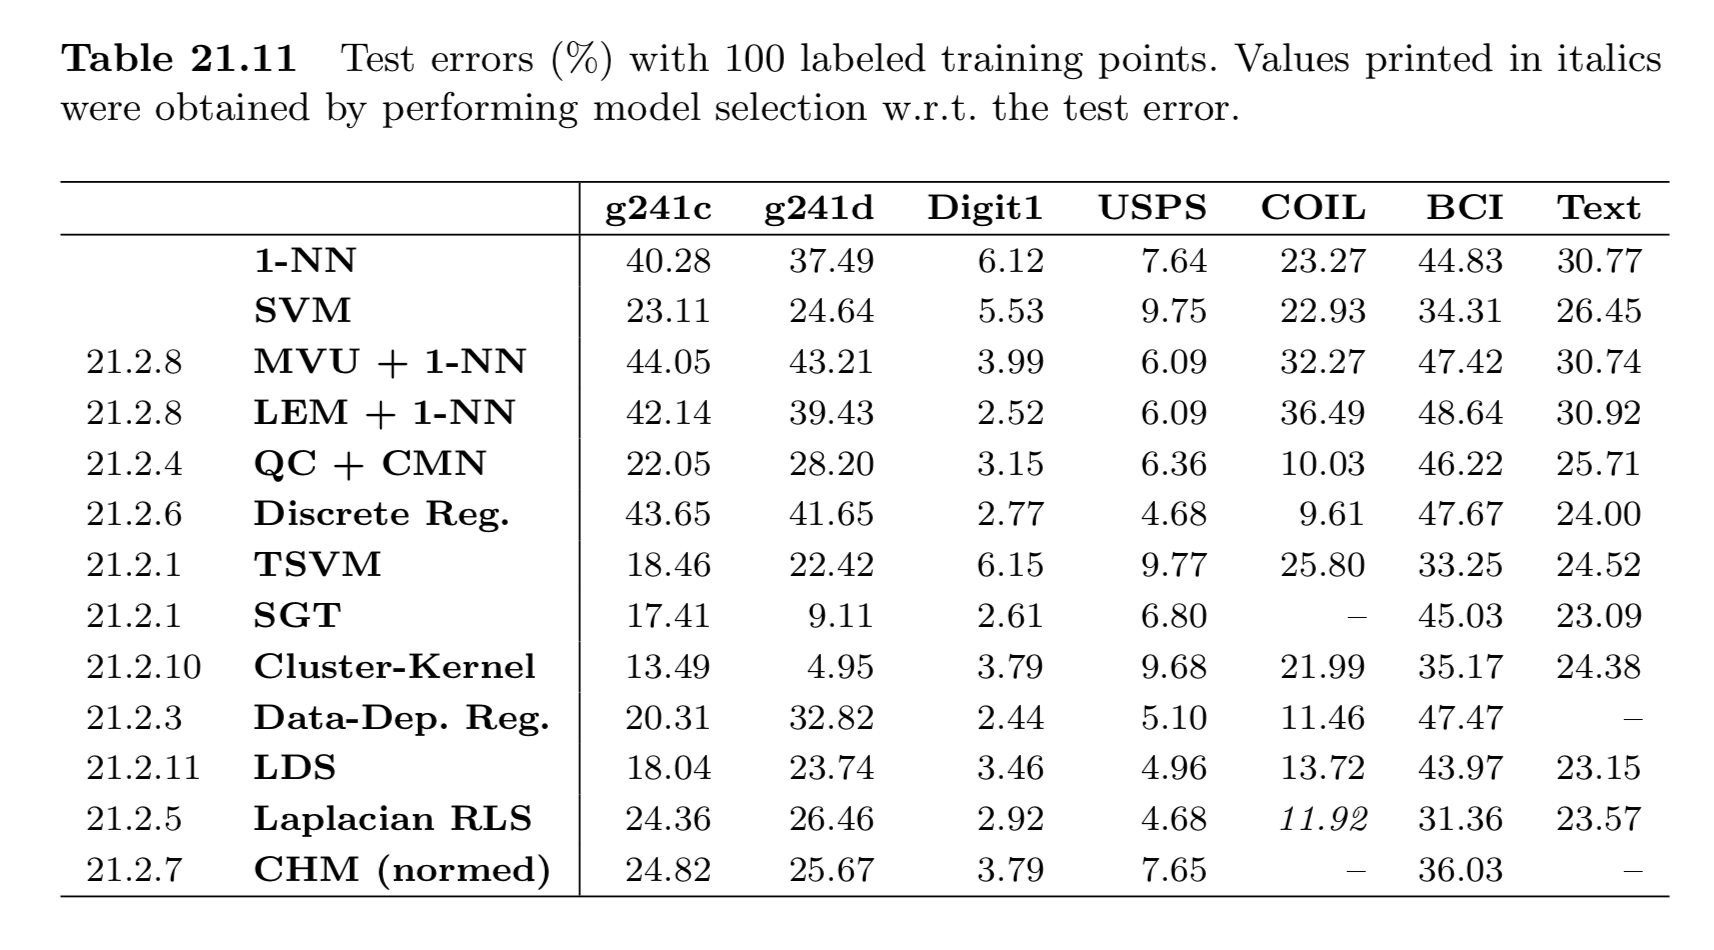 Table 21.11 Test errors (%) with 100 labeled training points. Values printed in italics
were obtained by performing model selection w.r.t. the test error.
g241c g241d Digit1 USPS COIL BCI Text
1-NN 40.28 37.49 6.12 7.64 23.27 44.83 30.77
SVM 23.11 24.64 5.53 9.75 22.93 34.31 26.45
21.2.8 MVU + 1-NN 44.05 43.21 3.99 6.09 32.27 47.42 30.74
21.2.8 LEM + 1-NN 42.14 39.43 2.52 6.09 36.49 48.64 30.92
21.2.4 QC + CMN 22.05 28.20 3.15 6.36 10.03 46.22 25.71
21.2.6 Discrete Reg. 43.65 41.65 2.77 4.68 9.61 47.67 24.00
21.2.1 TSVM 18.46 22.42 6.15 9.77 25.80 33.25 24.52
21.2.1 SGT 17.41 9.11 2.61 6.80 – 45.03 23.09
21.2.10 Cluster-Kernel 13.49 4.95 3.79 9.68 21.99 35.17 24.38
21.2.3 Data-Dep. Reg. 20.31 32.82 2.44 5.10 11.46 47.47 –
21.2.11 LDS 18.04 23.74 3.46 4.96 13.72 43.97 23.15
21.2.5 Laplacian RLS 24.36 26.46 2.92 4.68 11.92 31.36 23.57
21.2.7 CHM (normed) 24.82 25.67 3.79 7.65 – 36.03 –